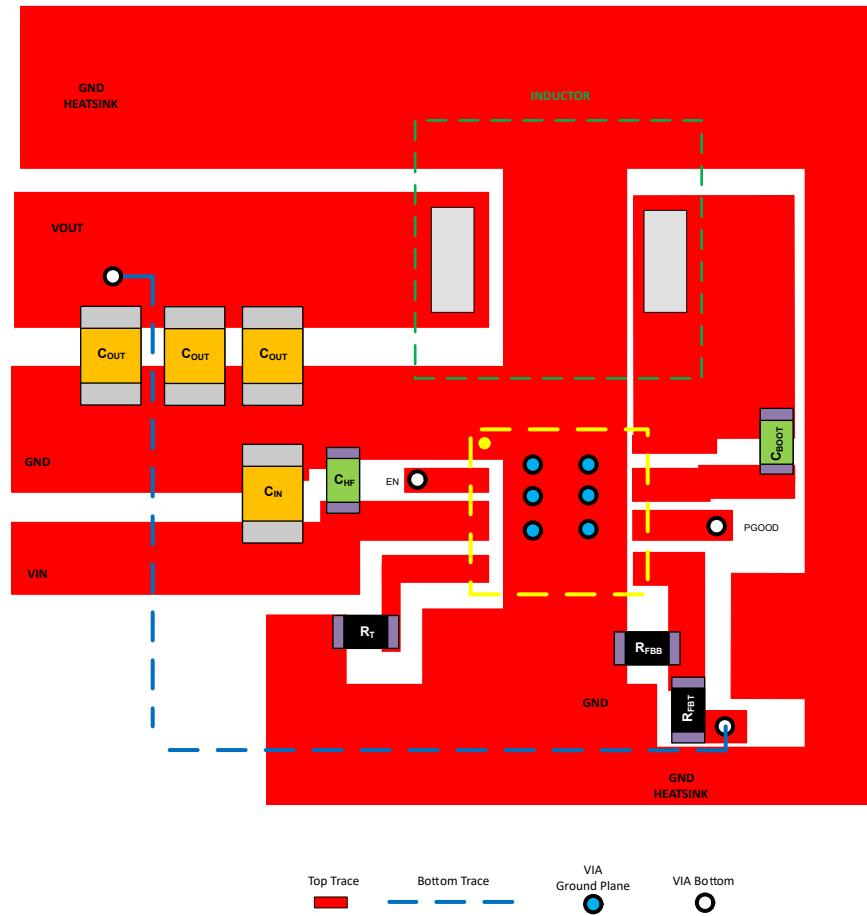 GND
HEATSINK
INDUCTOR
VOUT
COUT
COUT
COUT
GND
CIN
CHF
EN
CBOOT
PGOOD
VIN
RT
RFBB
RFBT
GND
GND
HEATSINK
Top Trace
Bottom Trace
VIA
Ground Plane
VIA Bottom